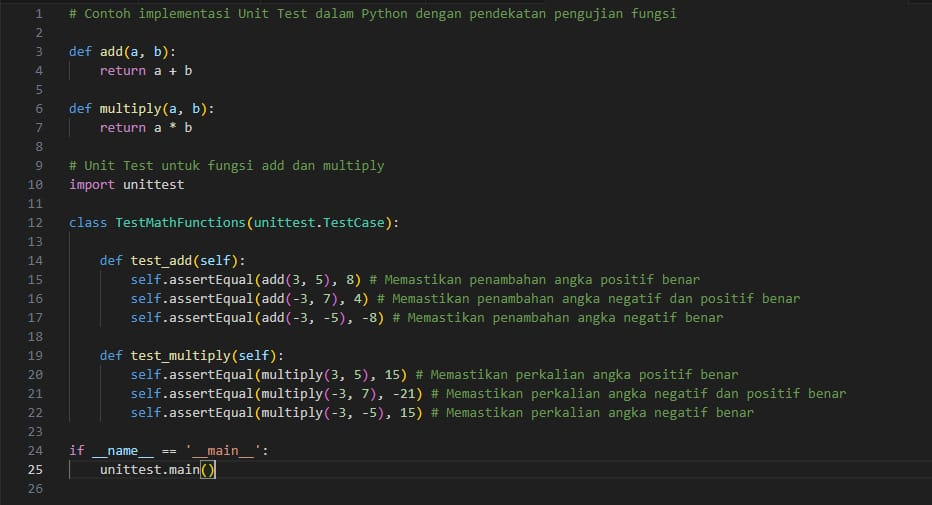 1 # Contoh implementasi Unit Test dalam Python dengan pendekatan pengujian fungsi
2
3 def add(a, b):
4     return a + b
5
6 def multiply(a, b):
7     return a * b
8
9 # Unit Test untuk fungsi add dan multiply
10 import unittest
11
12 class TestMathFunctions(unittest.TestCase):
13
14     def test_add(self):
15         self.assertEqual(add(3, 5), 8) # Memastikan penambahan angka positif benar
16         self.assertEqual(add(-3, 7), 4) # Memastikan penambahan angka negatif dan positif benar
17         self.assertEqual(add(-3, -5), -8) # Memastikan penambahan angka negatif benar
18
19     def test_multiply(self):
20         self.assertEqual(multiply(3, 5), 15) # Memastikan perkalian angka positif benar
21         self.assertEqual(multiply(-3, 7), -21) # Memastikan perkalian angka negatif dan positif benar
22         self.assertEqual(multiply(-3, -5), 15) # Memastikan perkalian angka negatif benar
23
24 if __name__ == '__main__':
25     unittest.main()
26